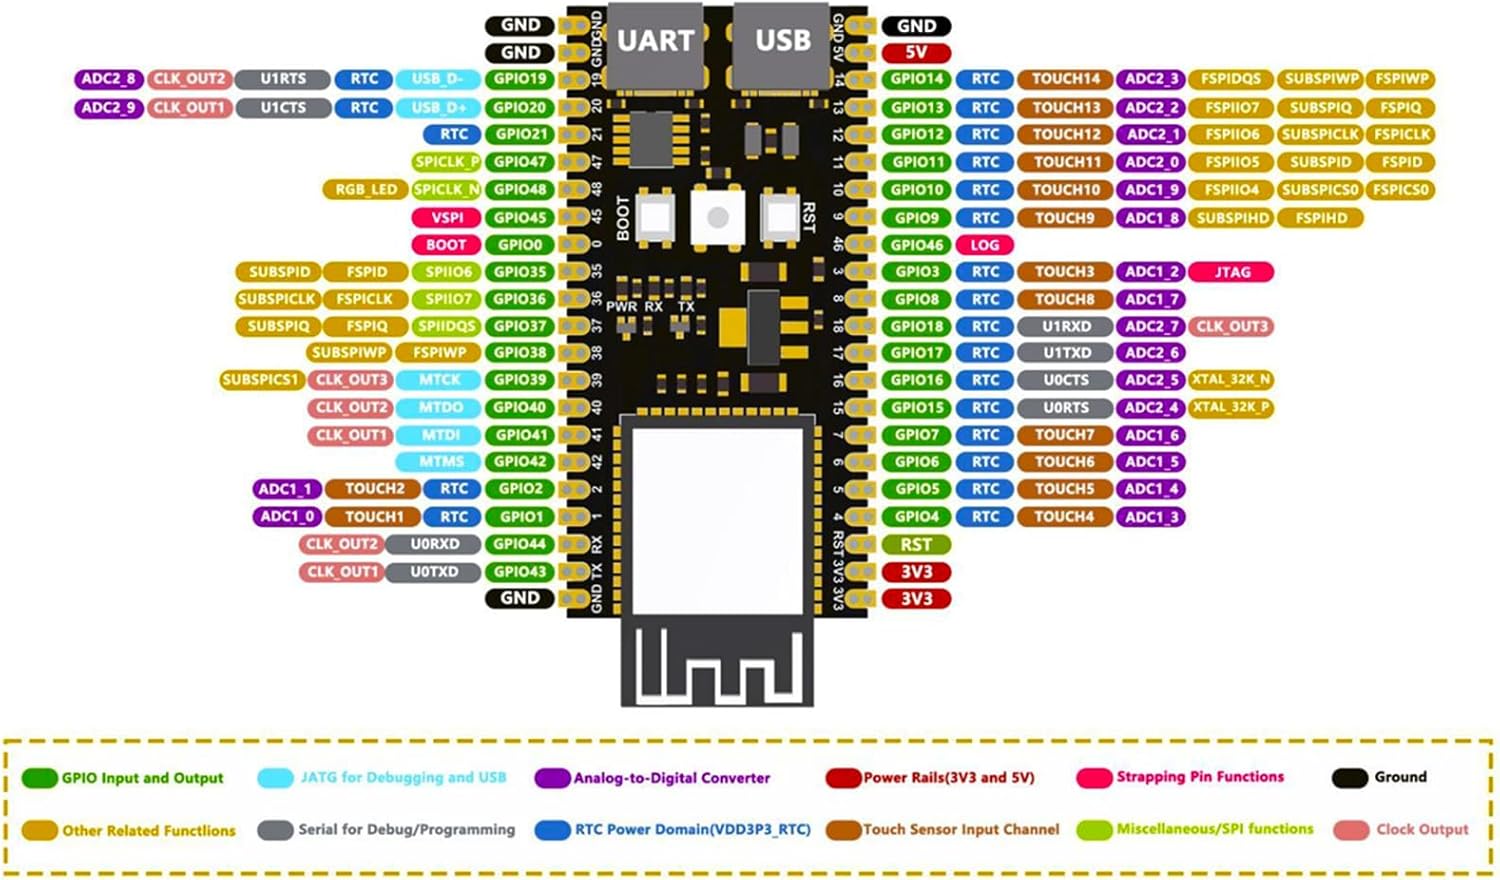 GND GND GND UART USB GND GND
GND GND 5V 5V
ADC2_8 CLK_OUT2 U1RTS RTC USB_D- GPIO19 19 14 GPIO14 RTC TOUCH14 ADC2_3 FSPIDQS SUBSPIWP FSPIWP
ADC2_9 CLK_OUT1 U1CTS RTC USB_D+ GPIO20 20 13 GPIO13 RTC TOUCH13 ADC2_2 FSPIIO7 SUBSPIQ FSPIQ
RTC GPIO21 21 12 GPIO12 RTC TOUCH12 ADC2_1 FSPIIO6 SUBSPICLK FSPICLK
SPICLK_P GPIO47 47 11 GPIO11 RTC TOUCH11 ADC2_0 FSPIIO5 SUBSPID FSPID
RGB_LED SPICLK_N GPIO48 48 10 GPIO10 RTC TOUCH10 ADC1_9 FSPIIO4 SUBSPICS0 FSPICS0
VSPI GPIO45 45 BOOT RST 9 GPIO9 RTC TOUCH9 ADC1_8 SUBSPIHD FSPIHD
BOOT GPIO0 0 46 GPIO46 LOG
SUBSPID FSPID SPIIO6 GPIO35 35 3 GPIO3 RTC TOUCH3 ADC1_2 JTAG
SUBSPICLK FSPICLK SPIIO7 GPIO36 36 PWR RX TX 8 GPIO8 RTC TOUCH8 ADC1_7
SUBSPIQ FSPIQ SPIIDQS GPIO37 37 18 GPIO18 RTC U1RXD ADC2_7 CLK_OUT3
SUBSPIWP FSPIWP GPIO38 38 17 GPIO17 RTC U1TXD ADC2_6
SUBSPICS1 CLK_OUT3 MTCK GPIO39 39 16 GPIO16 RTC U0CTS ADC2_5 XTAL_32K_N
CLK_OUT2 MTDO GPIO40 40 15 GPIO15 RTC U0RTS ADC2_4 XTAL_32K_P
CLK_OUT1 MTDI GPIO41 41 7 GPIO7 RTC TOUCH7 ADC1_6
MTMS GPIO42 42 6 GPIO6 RTC TOUCH6 ADC1_5
ADC1_1 TOUCH2 RTC GPIO2 2 5 GPIO5 RTC TOUCH5 ADC1_4
ADC1_0 TOUCH1 RTC GPIO1 1 4 GPIO4 RTC TOUCH4 ADC1_3
CLK_OUT2 U0RXD GPIO44 RX RST RST
CLK_OUT1 U0TXD GPIO43 TX 3V3 3V3
GND GND 3V3 3V3
GPIO Input and Output JATG for Debugging and USB Analog-to-Digital Converter Power Rails(3V3 and 5V) Strapping Pin Functions Ground
Other Related Functlions Serial for Debug/Programming RTC Power Domain(VDD3P3_RTC) Touch Sensor Input Channel Miscellaneous/SPI functions Clock Output